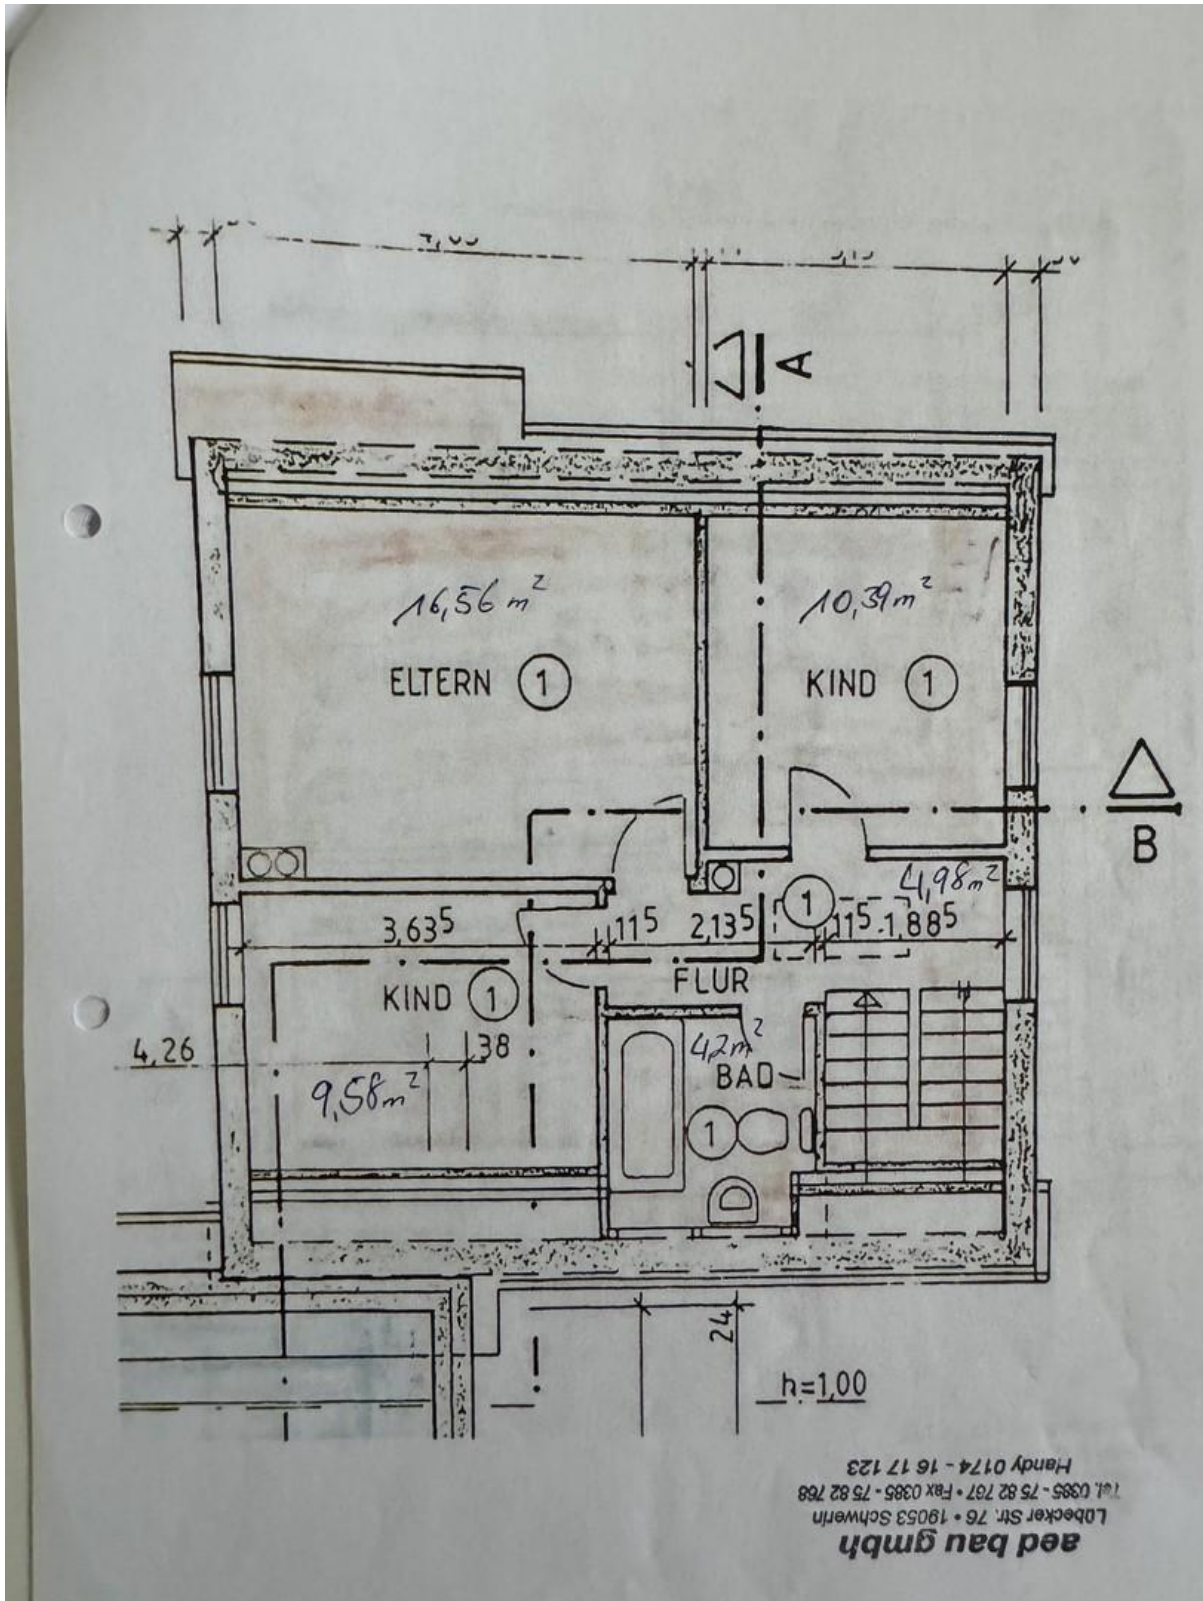 A
16,56 m²
10,39 m²
ELTERN 1
KIND 1
B
4,98 m²
1
3,63⁵
11⁵
2,13⁵
11⁵
1,88⁵
FLUR
KIND 1
4,2 m²
4,26
38
BAD
9,58 m²
1
24
h=1,00
aed bau gmbh
Lübecker Str. 76 • 19053 Schwerin
Tel. 0385 - 75 82 767 • Fax 0385 - 75 82 768
Handy 0174 - 16 17 123